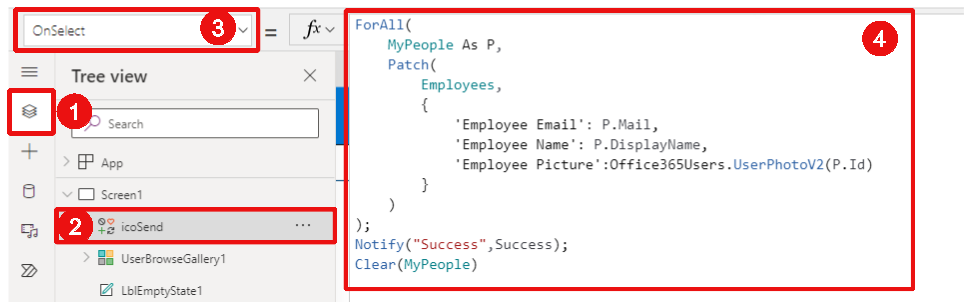 OnSelect
3
=
fx
ForAll(
MyPeople As P,
Patch(
Employees,
{
'Employee Email': P.Mail,
'Employee Name': P.DisplayName,
'Employee Picture':Office365Users.UserPhotoV2(P.Id)
}
)
);
Notify("Success",Success);
Clear(MyPeople)
4
Tree view
1
Search
App
Screen1
2
icoSend
...
UserBrowseGallery1
LblEmptyState1